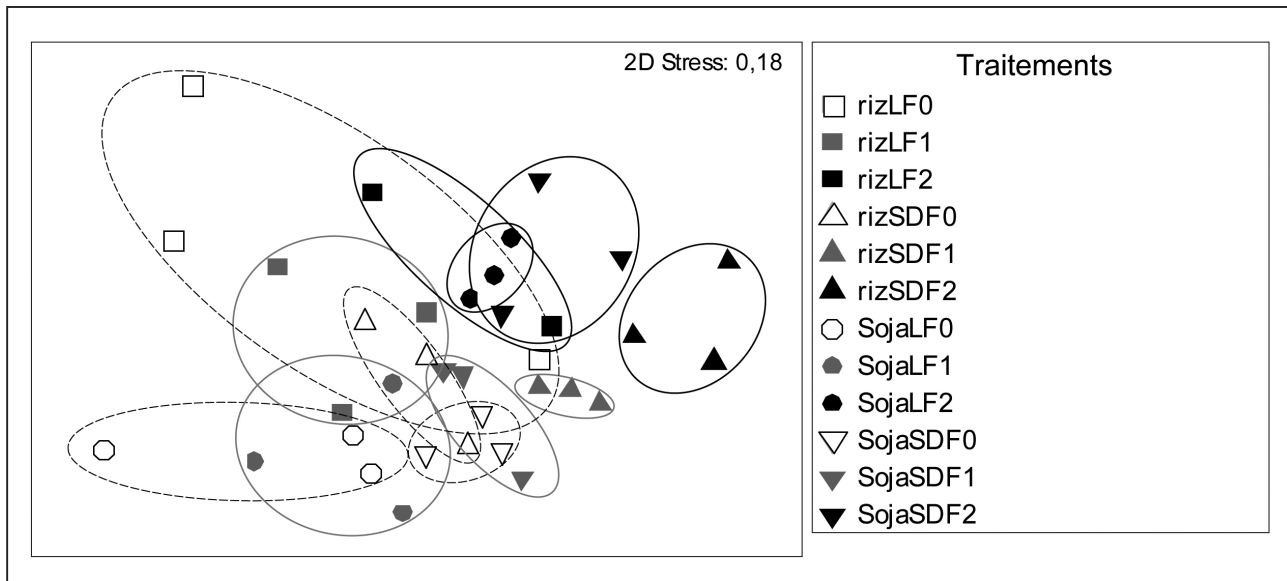 2D Stress: 0,18
Traitements
rizLF0
rizLF1
rizLF2
rizSDF0
rizSDF1
rizSDF2
SojaLF0
SojaLF1
SojaLF2
SojaSDF0
SojaSDF1
SojaSDF2